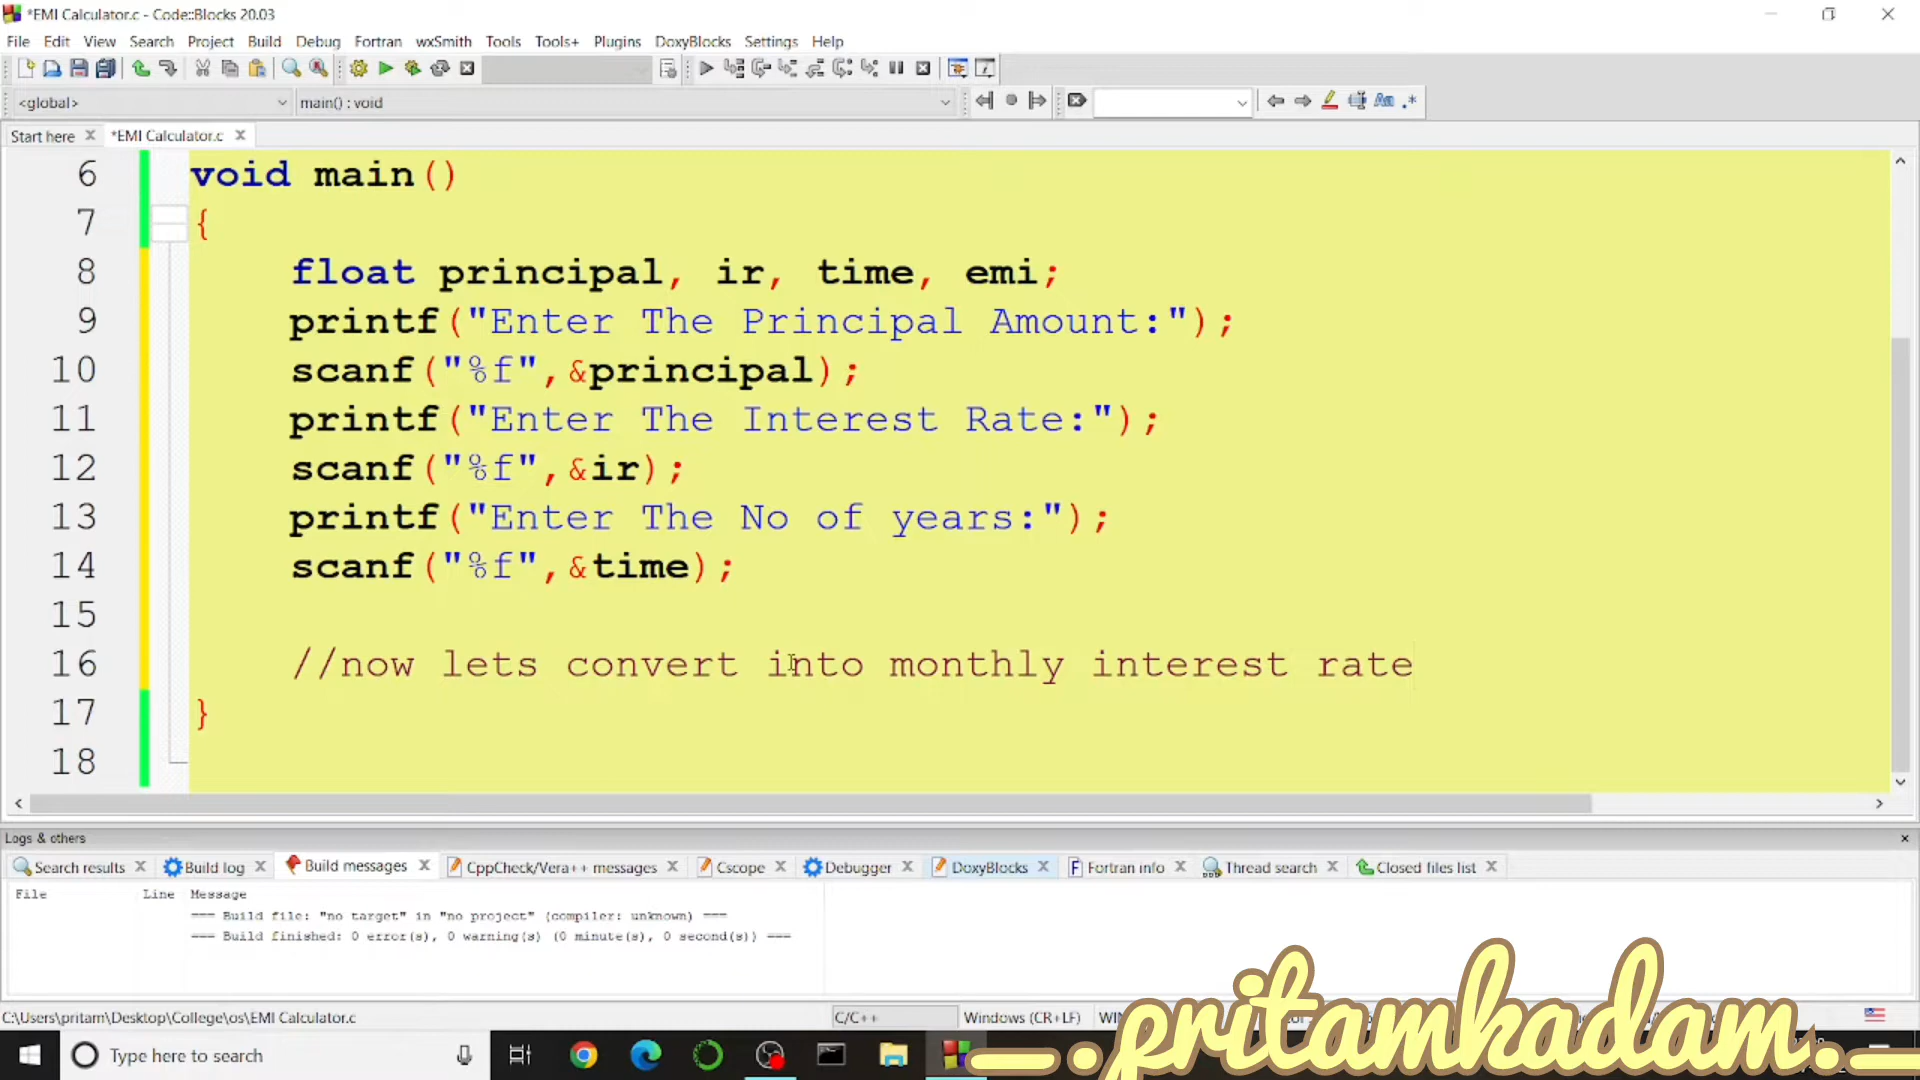 *EMI Calculator.c - Code::Blocks 20.03
File Edit View Search Project Build Debug Fortran wxSmith Tools Tools+ Plugins DoxyBlocks Settings Help
<global> main() : void
Start here *EMI Calculator.c
6 void main()
7 {
8 float principal, ir, time, emi;
9 printf("Enter The Principal Amount:");
10 scanf("%f",&principal);
11 printf("Enter The Interest Rate:");
12 scanf("%f",&ir);
13 printf("Enter The No of years:");
14 scanf("%f",&time);
15
16 //now lets convert into monthly interest rate
17 }
18
Logs & others
Search results Build log Build messages CppCheck/Vera++ messages Cscope Debugger DoxyBlocks Fortran info Thread search Closed files list
File Line Message
=== Build file: "no target" in "no project" (compiler: unknown) ===
=== Build finished: 0 error(s), 0 warning(s) (0 minute(s), 0 second(s)) ===
C:\Users\pritam\Desktop\College\os\EMI Calculator.c C/C++ Windows (CR+LF)
Type here to search
_.pritamkadam._